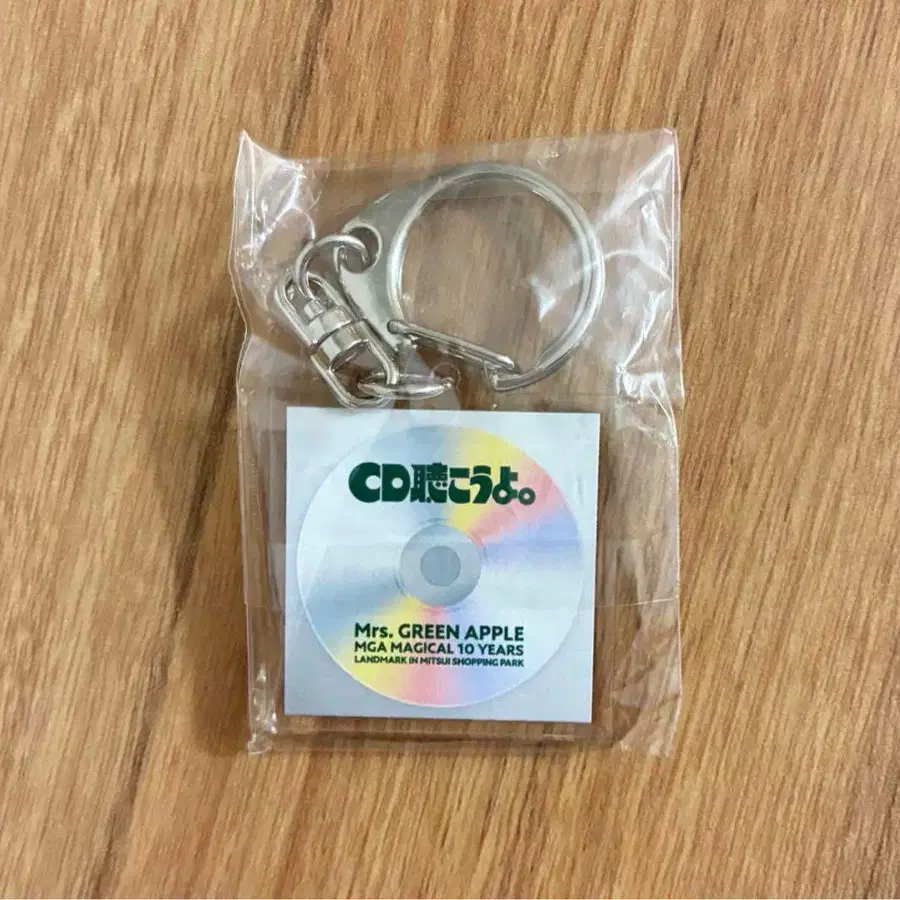 CD聴こうよ。
Mrs. GREEN APPLE
MGA MAGICAL 10 YEARS
LANDMARK IN MITSUI SHOPPING PARK